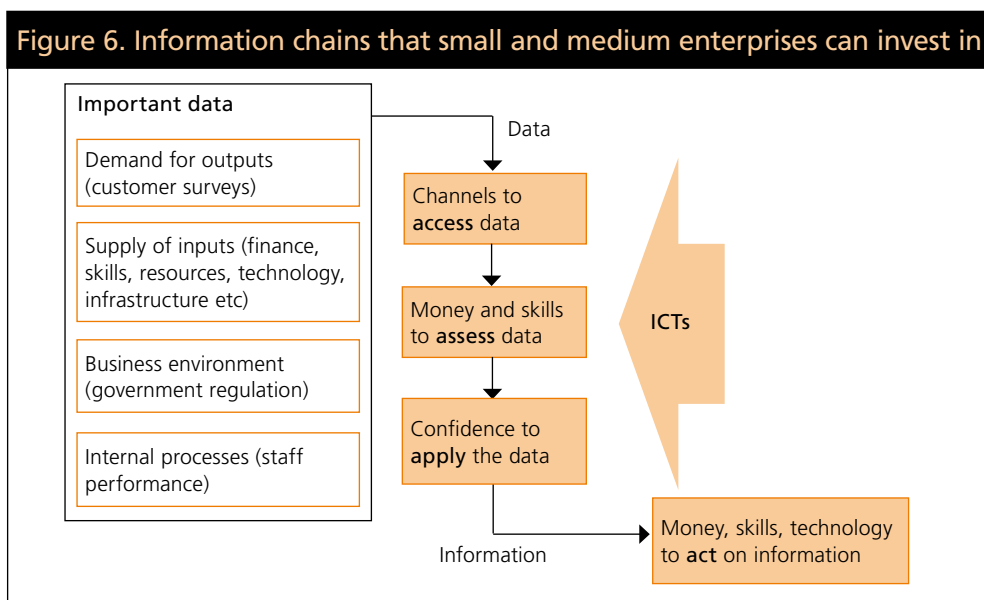 Figure 6. Information chains that small and medium enterprises can invest in
Important data
Demand for outputs
(customer surveys)
Supply of inputs (finance,
skills, resources, technology,
infrastructure etc)
Business environment
(government regulation)
Internal processes (staff
performance)
Data
Channels to
access data
Money and skills
to assess data
Confidence to
apply the data
ICTs
Information
Money, skills, technology
to act on information